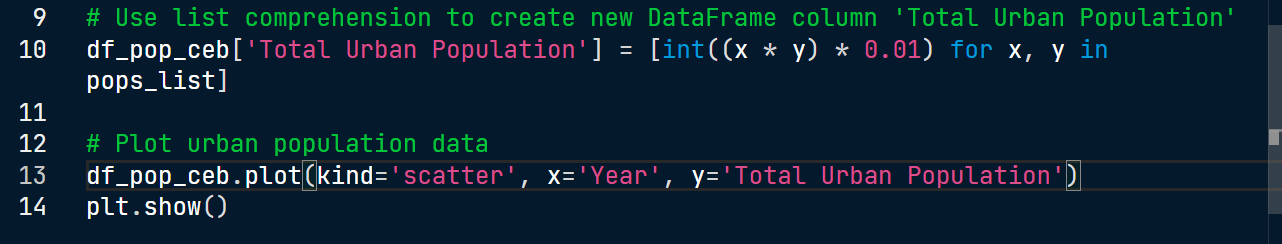 9 # Use list comprehension to create new DataFrame column 'Total Urban Population'
10 df_pop_ceb['Total Urban Population'] = [int((x * y) * 0.01) for x, y in
pops_list]
11
12 # Plot urban population data
13 df_pop_ceb.plot(kind='scatter', x='Year', y='Total Urban Population')
14 plt.show()